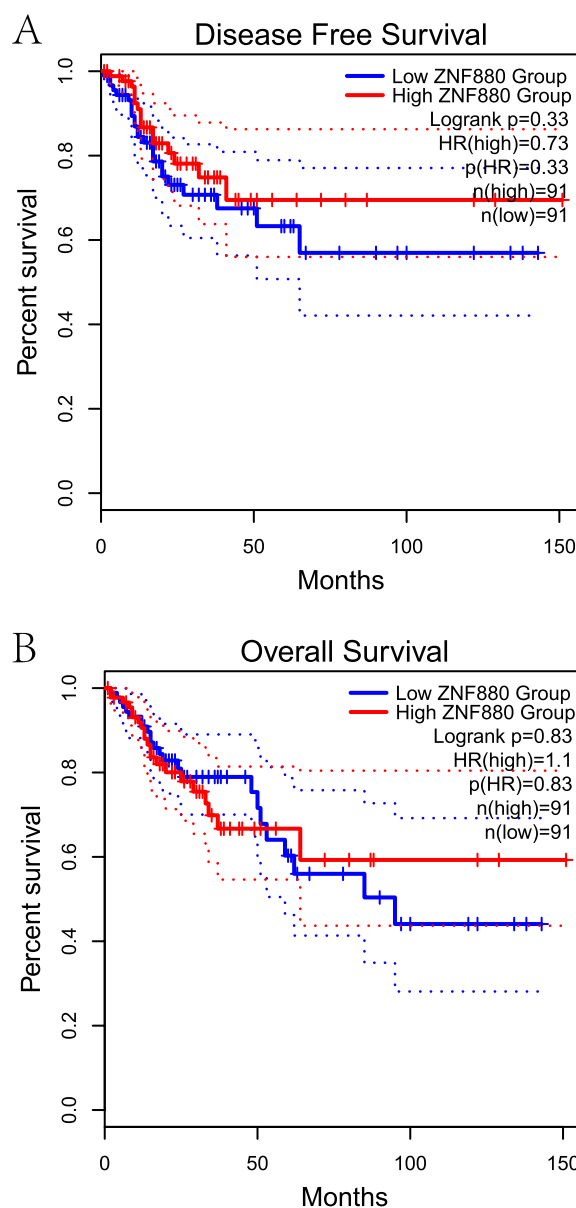 A
Disease Free Survival
Low ZNF880 Group
High ZNF880 Group
Logrank p=0.33
HR(high)=0.73
p(HR)=0.33
n(high)=91
n(low)=91
Percent survival
1.0
0.8
0.6
0.4
0.2
0.0
0 50 100 150
Months
B
Overall Survival
Low ZNF880 Group
High ZNF880 Group
Logrank p=0.83
HR(high)=1.1
p(HR)=0.83
n(high)=91
n(low)=91
Percent survival
1.0
0.8
0.6
0.4
0.2
0.0
0 50 100 150
Months